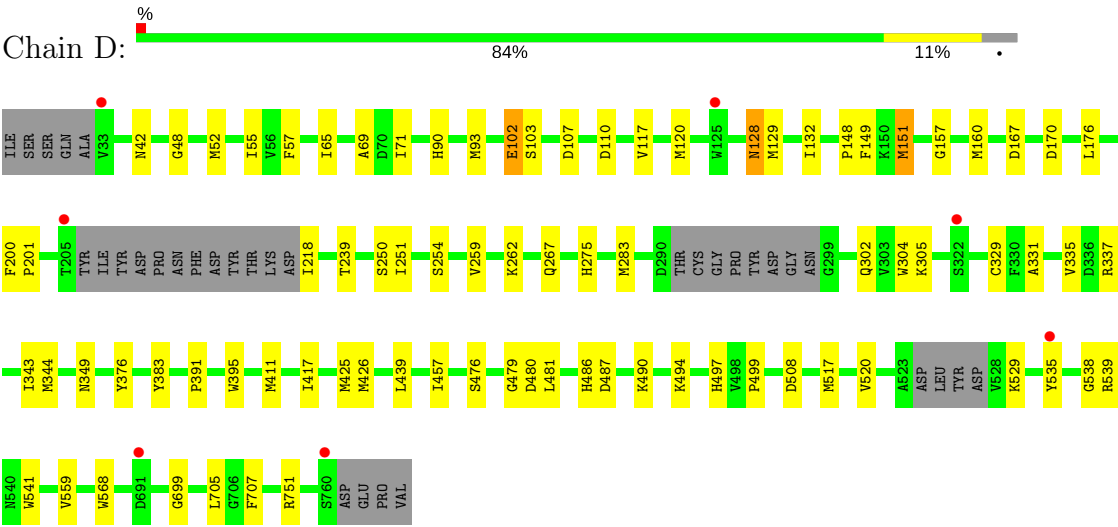 %
Chain D:
84% 11% •
ILE SER SER GLN ALA V33 N42 G48 M52 I55 V56 F57 I65 A69 D70 I71 H90 M93 E102 S103 D107 D110 V117 M120 W125 N128 M129 I132 P148 F149 K150 M151 G157 M160 D167 D170 L176
F200 P201 T205 TYR ILE TYR ASP PRO ASN PHE ASP TYR THR LYS ASP I218 T239 S250 I251 S254 V259 K262 Q267 H275 M283 D290 THR CYS GLY PRO TYR ASP GLY ASN G299 Q302 V303 W304 K305 S322 C329 F330 A331 V335 D336 R337
I343 M344 N349 Y376 Y383 P391 W395 M411 I417 M425 M426 L439 I457 S476 G479 D480 L481 H486 D487 K490 K494 H497 V498 P499 D508 M517 V520 A523 ASP LEU TYR ASP V528 K529 Y535 G538 R539
N540 W541 V559 W568 D691 G699 L705 G706 F707 R751 S760 ASP GLU PRO VAL